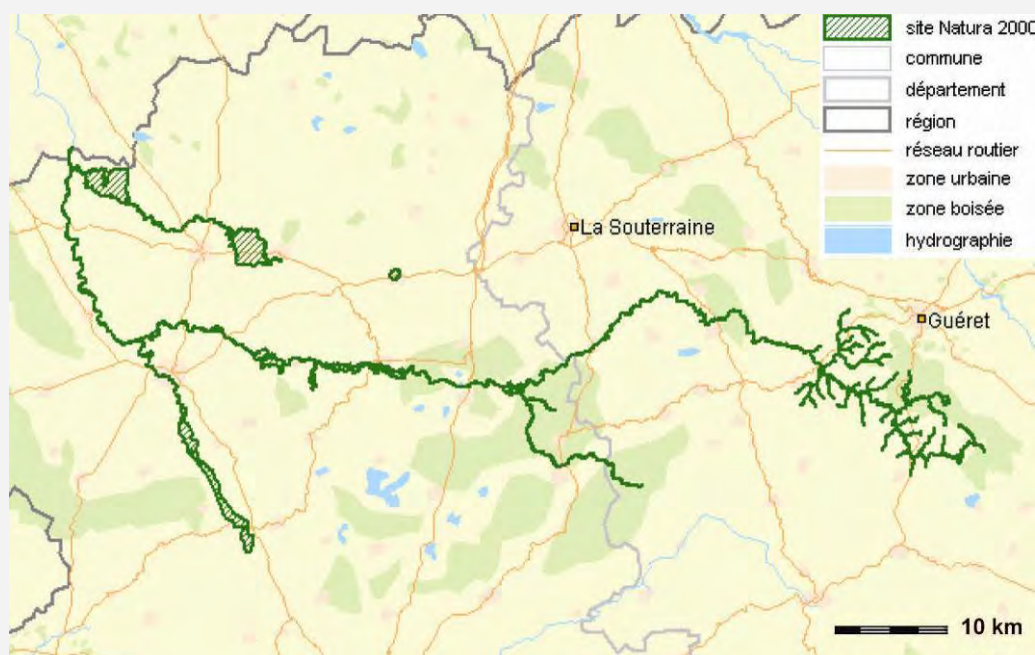 site Natura 2000
commune
département
région
réseau routier
zone urbaine
zone boisée
hydrographie
La Souterraine
Guéret
10 km